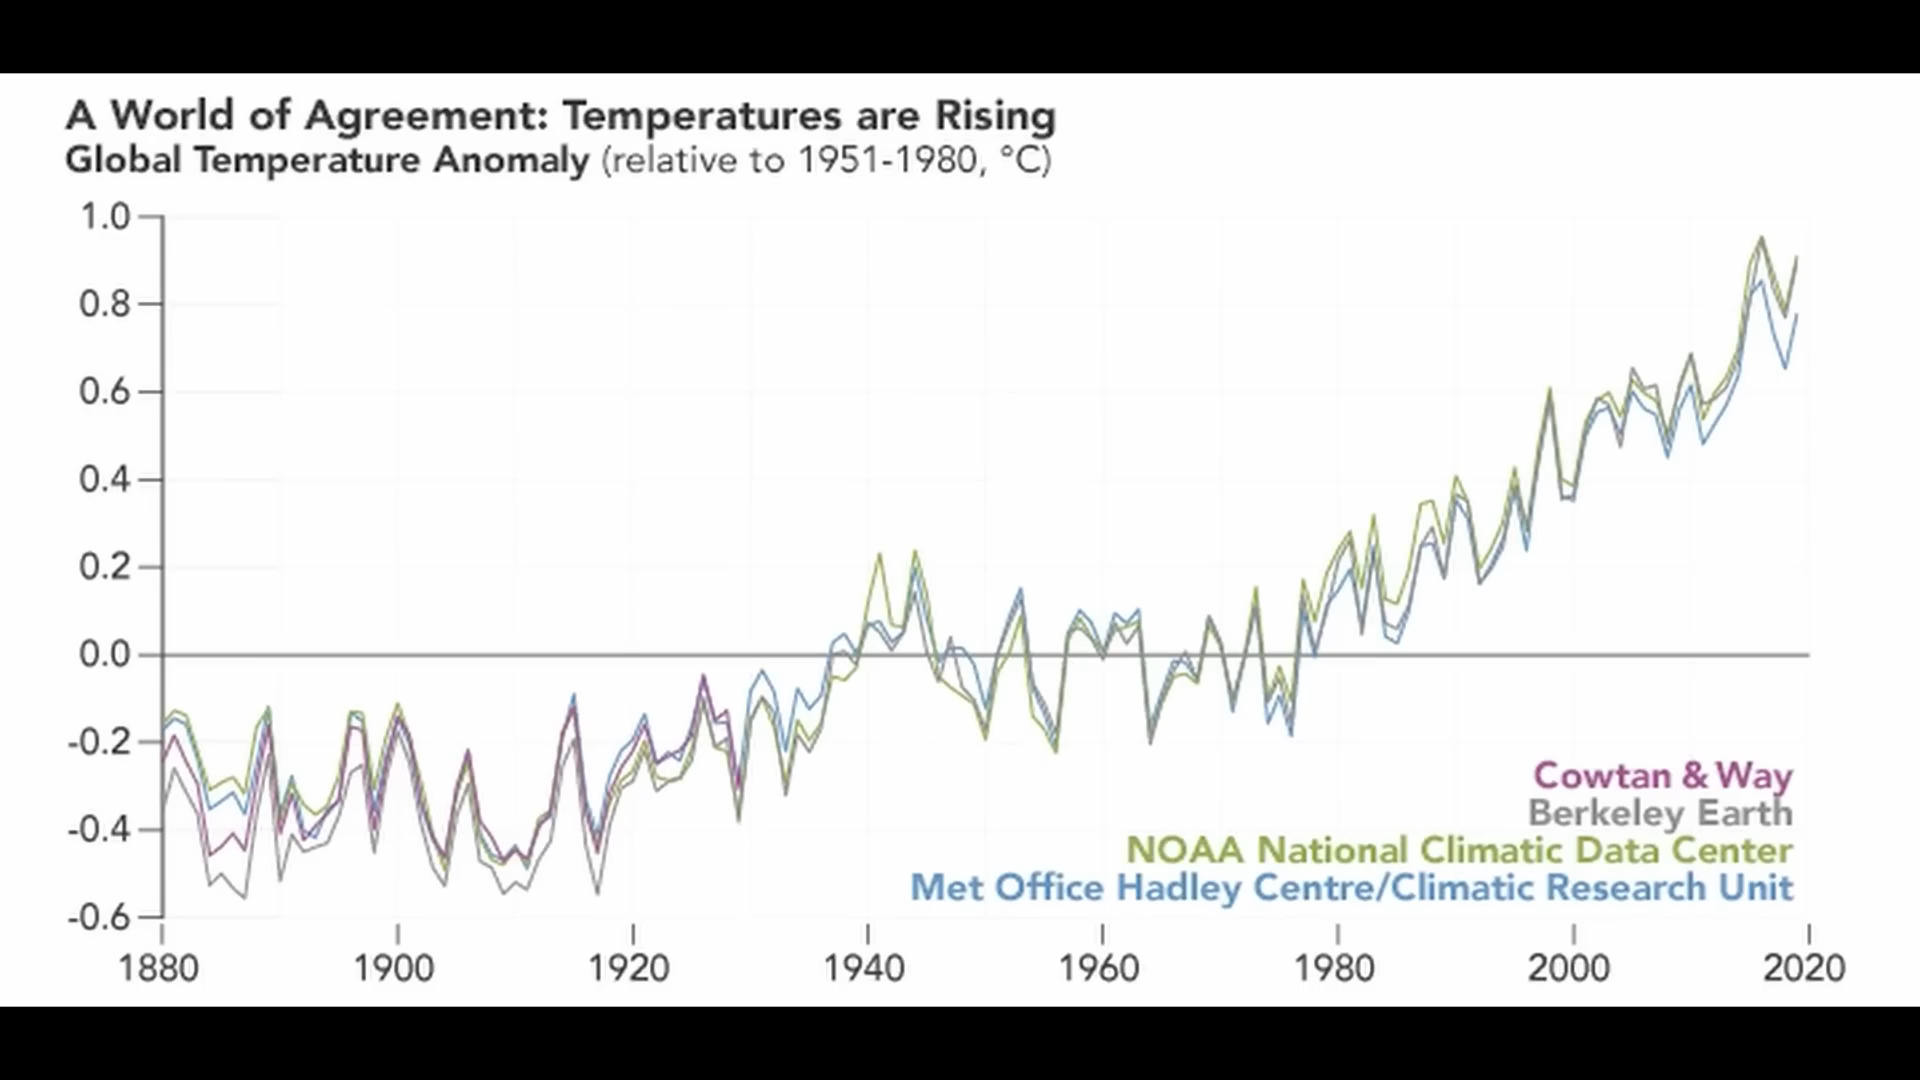 A World of Agreement: Temperatures are Rising
Global Temperature Anomaly (relative to 1951-1980, °C)
1.0
0.8
0.6
0.4
0.2
0.0
-0.2
-0.4
-0.6
Cowtan & Way
Berkeley Earth
NOAA National Climatic Data Center
Met Office Hadley Centre/Climatic Research Unit
1880 1900 1920 1940 1960 1980 2000 2020